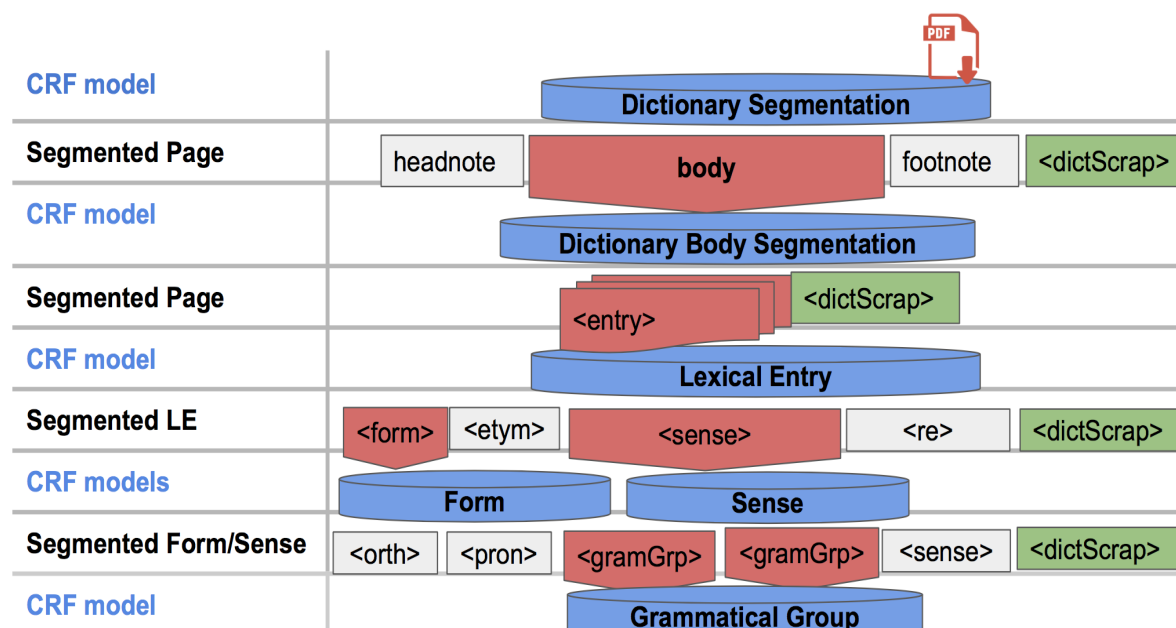 PDF
CRF model
Dictionary Segmentation
Segmented Page
headnote
body
footnote
<dictScrap>
CRF model
Dictionary Body Segmentation
Segmented Page
<entry>
<dictScrap>
CRF model
Lexical Entry
Segmented LE
<form>
<etym>
<sense>
<re>
<dictScrap>
CRF models
Form
Sense
Segmented Form/Sense
<orth>
<pron>
<gramGrp>
<gramGrp>
<sense>
<dictScrap>
CRF model
Grammatical Group